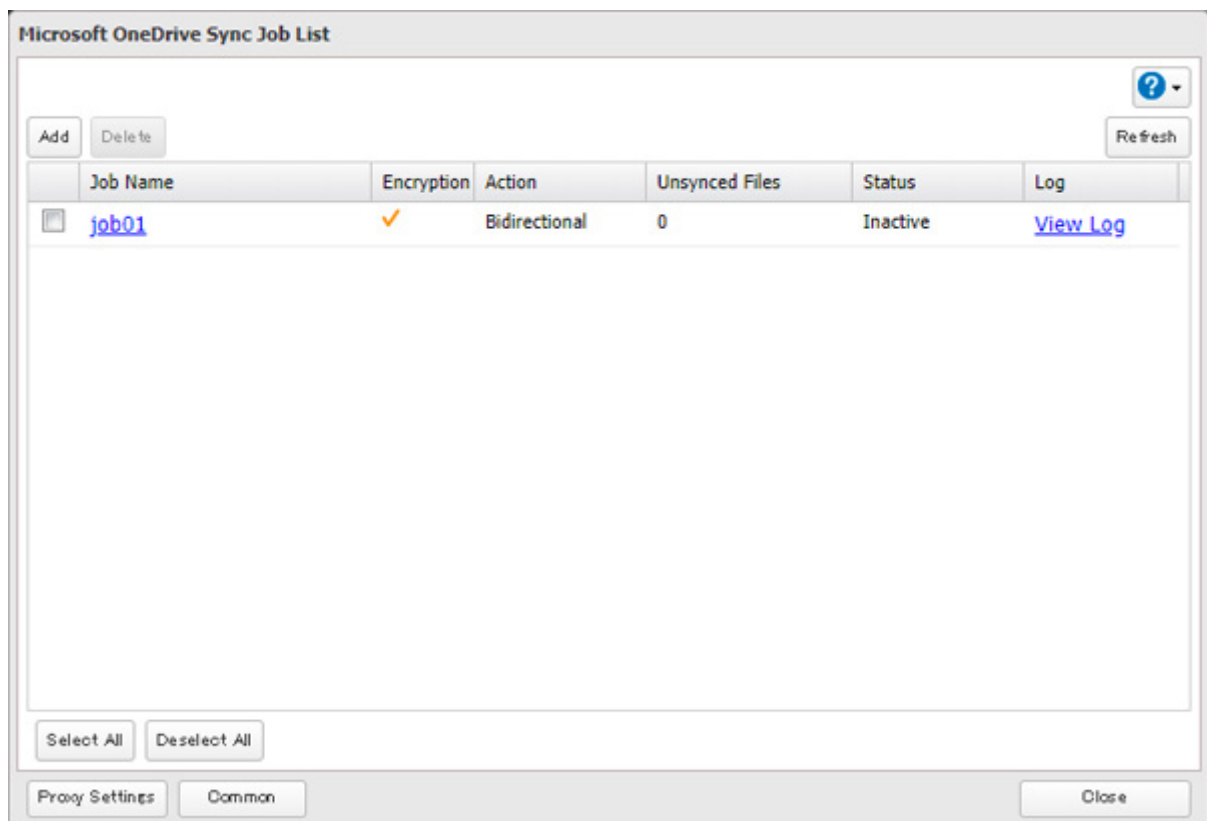 Microsoft OneDrive Sync Job List
?
Add Delete Refresh
Job Name Encryption Action Unsynced Files Status Log
job01 ✓ Bidirectional 0 Inactive View Log
Select All Deselect All
Proxy Settings Common Close